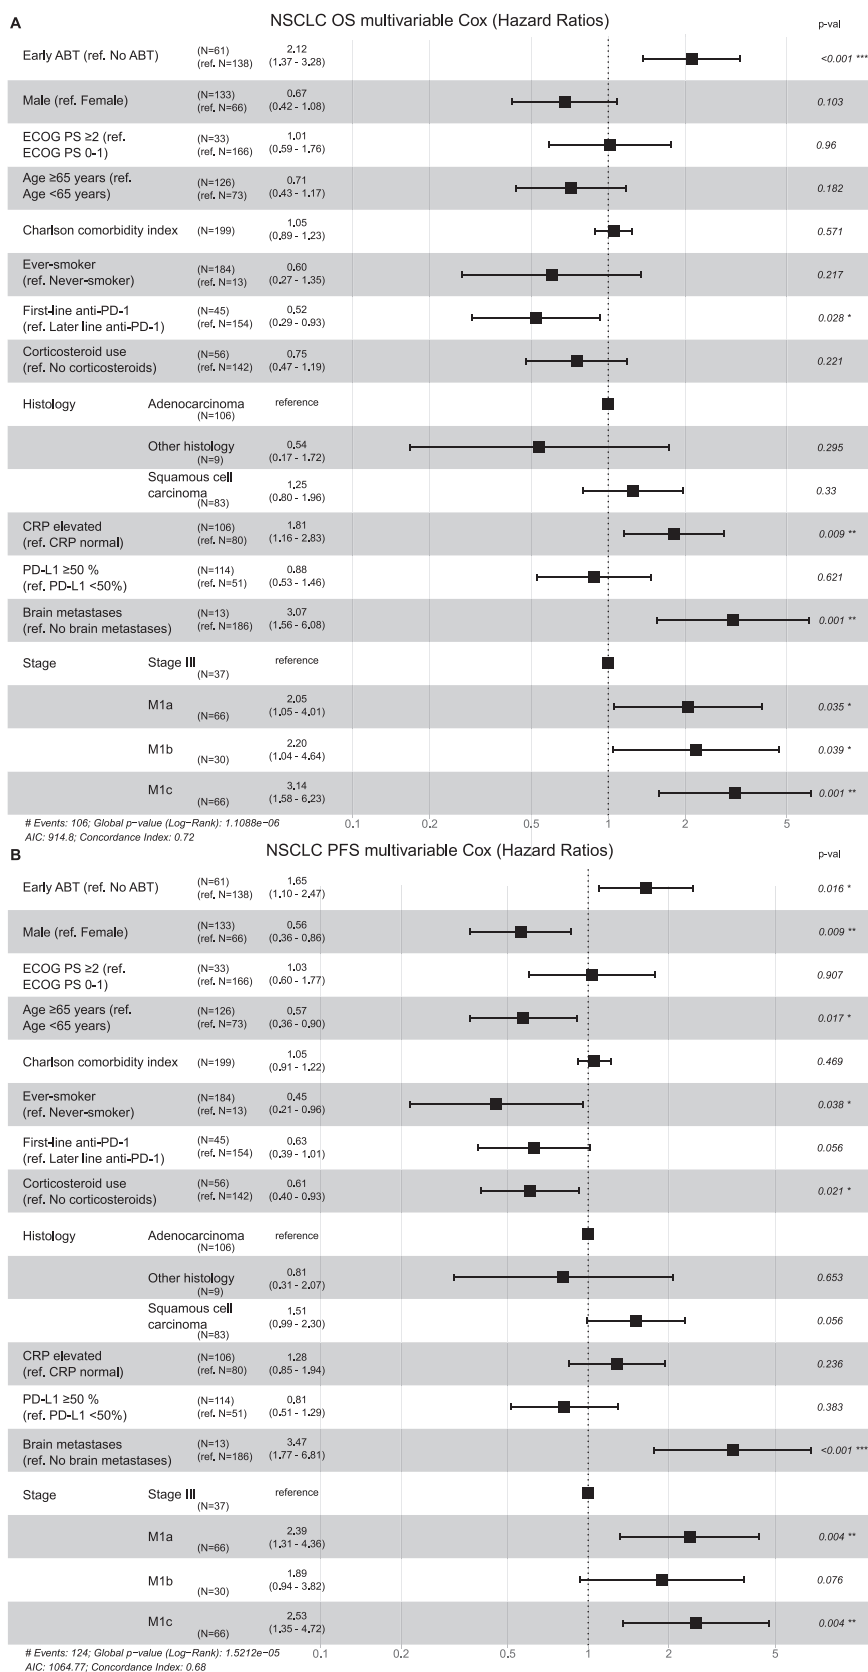 A
NSCLC OS multivariable Cox (Hazard Ratios)
p-val
Early ABT (ref. No ABT) (N=61) 2.12 <0.001 ***
(ref. N=138) (1.37 - 3.28)
Male (ref. Female) (N=133) 0.67 0.103
(ref. N=66) (0.42 - 1.08)
ECOG PS ≥2 (ref. (N=33) 1.01 0.96
ECOG PS 0-1) (ref. N=166) (0.59 - 1.76)
Age ≥65 years (ref. (N=126) 0.71 0.182
Age <65 years) (ref. N=73) (0.43 - 1.17)
Charlson comorbidity index (N=199) 1.05 0.571
(0.89 - 1.23)
Ever-smoker (N=184) 0.60 0.217
(ref. Never-smoker) (ref. N=13) (0.27 - 1.35)
First-line anti-PD-1 (N=45) 0.52 0.028 *
(ref. Later line anti-PD-1) (ref. N=154) (0.29 - 0.93)
Corticosteroid use (N=56) 0.75 0.221
(ref. No corticosteroids) (ref. N=142) (0.47 - 1.19)
Histology Adenocarcinoma reference
(N=106)
Other histology 0.54 0.295
(N=9) (0.17 - 1.72)
Squamous cell 1.25 0.33
carcinoma (N=83) (0.80 - 1.96)
CRP elevated (N=106) 1.81 0.009 **
(ref. CRP normal) (ref. N=80) (1.16 - 2.83)
PD-L1 ≥50 % (N=114) 0.88 0.621
(ref. PD-L1 <50%) (ref. N=51) (0.53 - 1.46)
Brain metastases (N=13) 3.07 0.001 **
(ref. No brain metastases) (ref. N=186) (1.56 - 6.08)
Stage Stage III reference
(N=37)
M1a 2.05 0.035 *
(N=66) (1.05 - 4.01)
M1b 2.20 0.039 *
(N=30) (1.04 - 4.64)
M1c 3.14 0.001 **
(N=66) (1.58 - 6.23)
# Events: 106; Global p-value (Log-Rank): 1.1088e-06
AIC: 914.8; Concordance Index: 0.72
0.1 0.2 0.5 1 2 5
B
NSCLC PFS multivariable Cox (Hazard Ratios)
p-val
Early ABT (ref. No ABT) (N=61) 1.65 0.016 *
(ref. N=138) (1.10 - 2.47)
Male (ref. Female) (N=133) 0.56 0.009 **
(ref. N=66) (0.36 - 0.86)
ECOG PS ≥2 (ref. (N=33) 1.03 0.907
ECOG PS 0-1) (ref. N=166) (0.60 - 1.77)
Age ≥65 years (ref. (N=126) 0.57 0.017 *
Age <65 years) (ref. N=73) (0.36 - 0.90)
Charlson comorbidity index (N=199) 1.05 0.469
(0.91 - 1.22)
Ever-smoker (N=184) 0.45 0.038 *
(ref. Never-smoker) (ref. N=13) (0.21 - 0.96)
First-line anti-PD-1 (N=45) 0.63 0.056
(ref. Later line anti-PD-1) (ref. N=154) (0.39 - 1.01)
Corticosteroid use (N=56) 0.61 0.021 *
(ref. No corticosteroids) (ref. N=142) (0.40 - 0.93)
Histology Adenocarcinoma reference
(N=106)
Other histology 0.81 0.653
(N=9) (0.31 - 2.07)
Squamous cell 1.51 0.056
carcinoma (N=83) (0.99 - 2.30)
CRP elevated (N=106) 1.28 0.236
(ref. CRP normal) (ref. N=80) (0.85 - 1.94)
PD-L1 ≥50 % (N=114) 0.81 0.383
(ref. PD-L1 <50%) (ref. N=51) (0.51 - 1.29)
Brain metastases (N=13) 3.47 <0.001 ***
(ref. No brain metastases) (ref. N=186) (1.77 - 6.81)
Stage Stage III reference
(N=37)
M1a 2.39 0.004 **
(N=66) (1.31 - 4.36)
M1b 1.89 0.076
(N=30) (0.94 - 3.82)
M1c 2.53 0.004 **
(N=66) (1.35 - 4.72)
# Events: 124; Global p-value (Log-Rank): 1.5212e-05
AIC: 1064.77; Concordance Index: 0.68
0.1 0.2 0.5 1 2 5